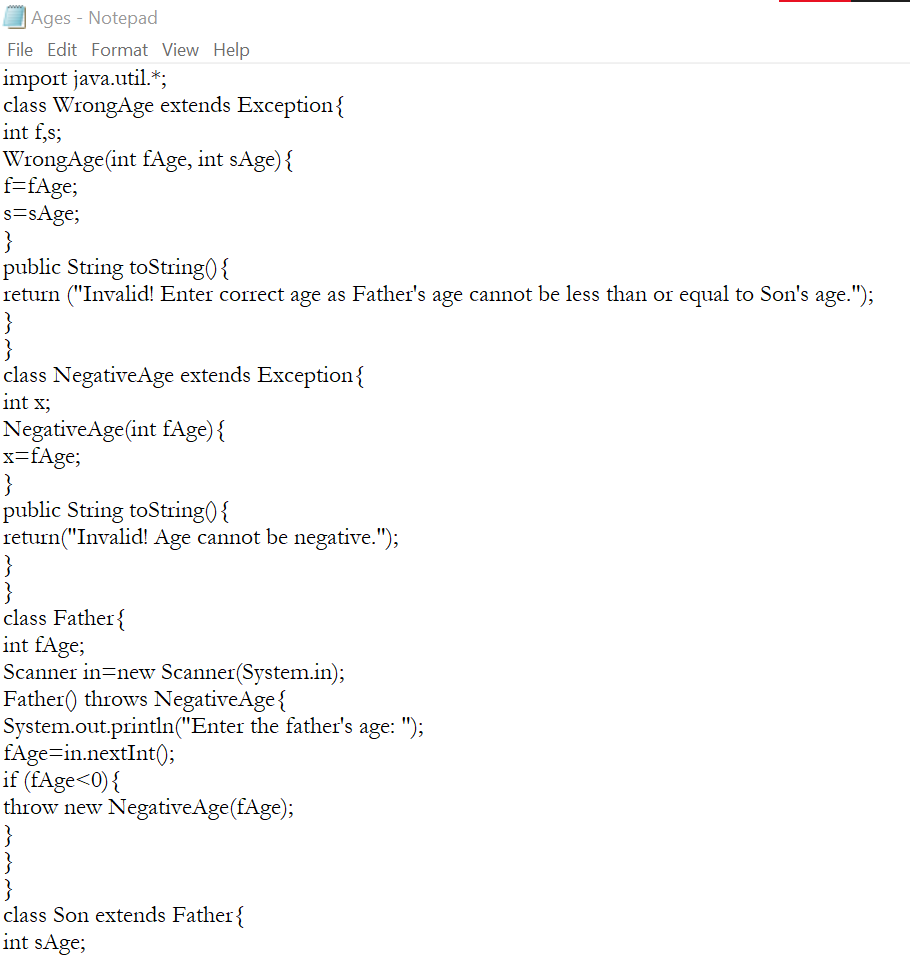 Ages - Notepad
File Edit Format View Help
import java.util.*;
class WrongAge extends Exception{
int f,s;
WrongAge(int fAge, int sAge){
f=fAge;
s=sAge;
}
public String toString(){
return ("Invalid! Enter correct age as Father's age cannot be less than or equal to Son's age.");
}
}
class NegativeAge extends Exception{
int x;
NegativeAge(int fAge){
x=fAge;
}
public String toString(){
return("Invalid! Age cannot be negative.");
}
}
class Father{
int fAge;
Scanner in=new Scanner(System.in);
Father() throws NegativeAge{
System.out.println("Enter the father's age: ");
fAge=in.nextInt();
if (fAge<0){
throw new NegativeAge(fAge);
}
}
}
class Son extends Father{
int sAge;